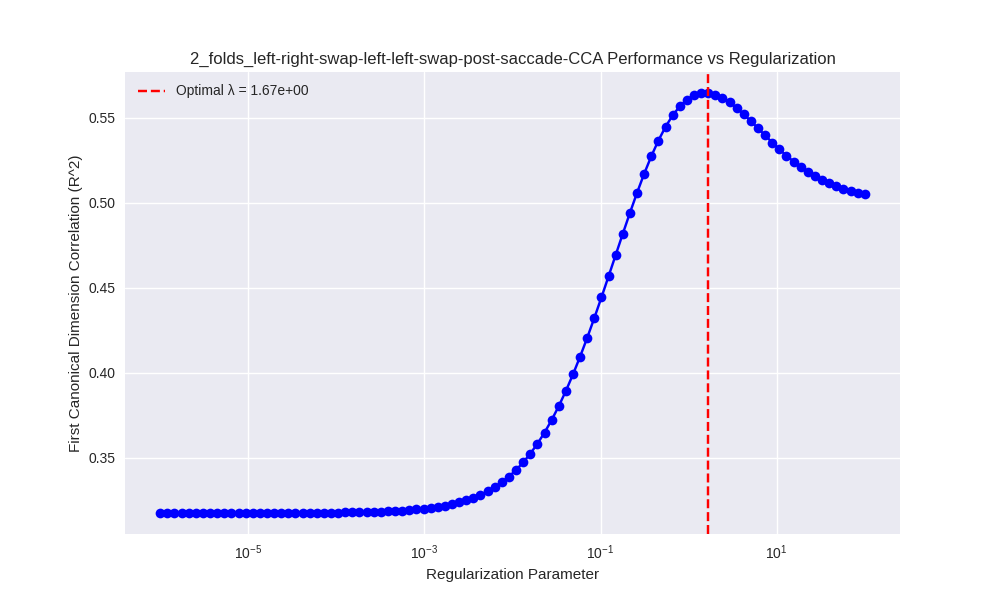 2_folds_left-right-swap-left-left-swap-post-saccade-CCA Performance vs Regularization
Optimal λ = 1.67e+00
First Canonical Dimension Correlation (R^2)
0.55
0.50
0.45
0.40
0.35
10⁻⁵
10⁻³
10⁻¹
10¹
Regularization Parameter